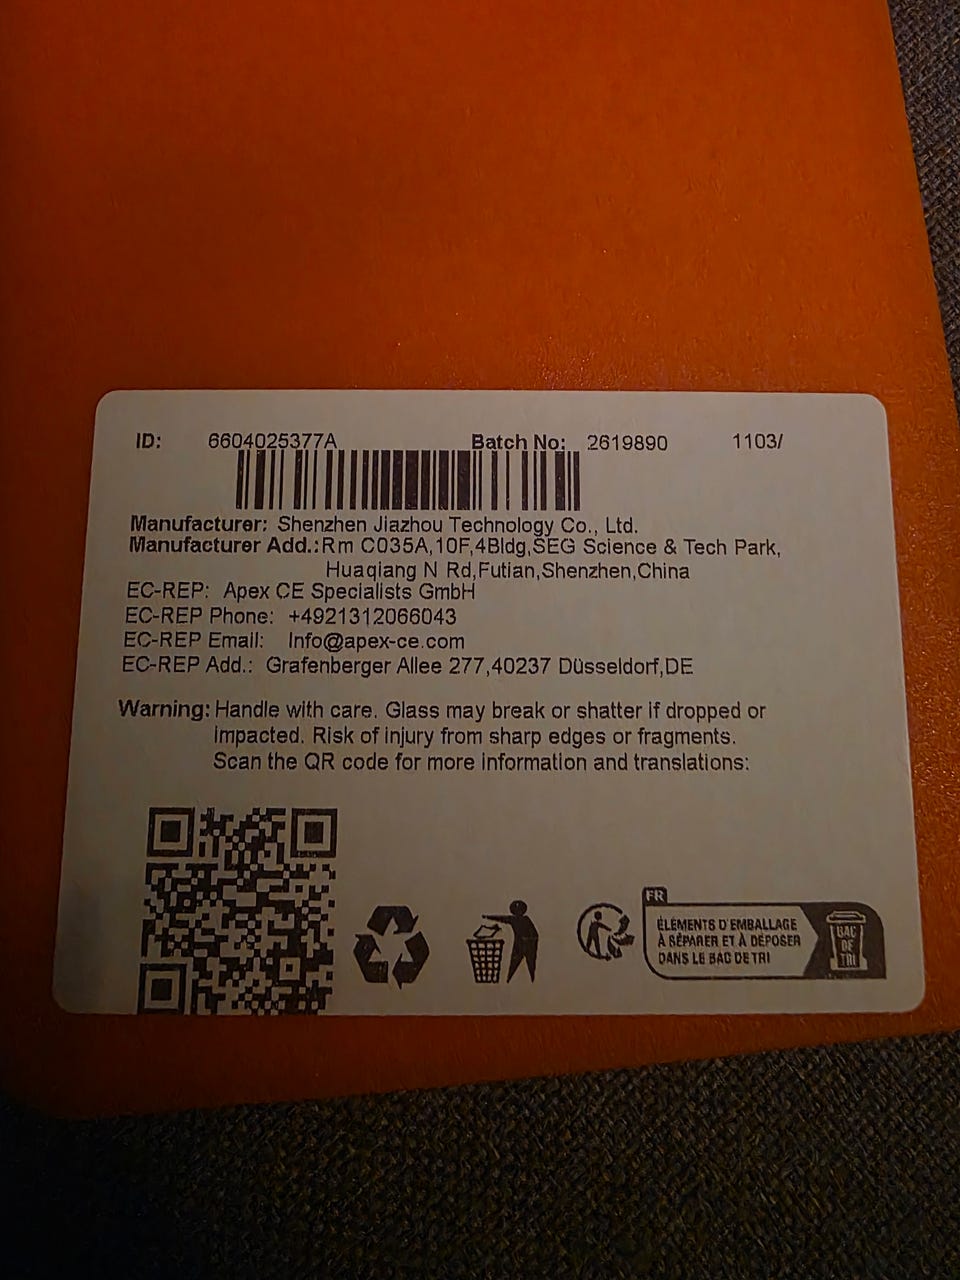 ID: 6604025377A Batch No: 2619890 1103/
Manufacturer: Shenzhen Jiazhou Technology Co., Ltd.
Manufacturer Add.:Rm C035A,10F,4Bldg,SEG Science & Tech Park,
Huaqiang N Rd,Futian,Shenzhen,China
EC-REP: Apex CE Specialists GmbH
EC-REP Phone: +4921312066043
EC-REP Email: Info@apex-ce.com
EC-REP Add.: Grafenberger Allee 277,40237 Düsseldorf,DE
Warning: Handle with care. Glass may break or shatter if dropped or
impacted. Risk of injury from sharp edges or fragments.
Scan the QR code for more information and translations:
FR
ÉLÉMENTS D'EMBALLAGE
À SÉPARER ET À DÉPOSER
DANS LE BAC DE TRI
BAC
DE
TRI